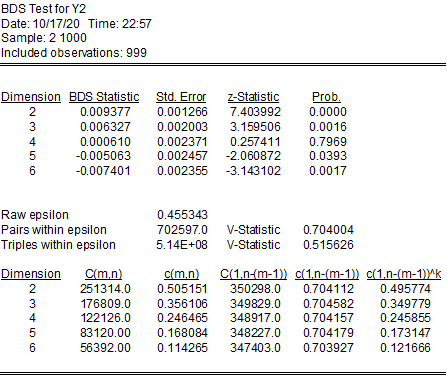 BDS Test for Y2
Date: 10/17/20 Time: 22:57
Sample: 2 1000
Included observations: 999
Dimension BDS Statistic Std. Error z-Statistic Prob.
2 0.009377 0.001266 7.403992 0.0000
3 0.006327 0.002003 3.159506 0.0016
4 0.000610 0.002371 0.257411 0.7969
5 -0.005063 0.002457 -2.060872 0.0393
6 -0.007401 0.002355 -3.143102 0.0017
Raw epsilon 0.455343
Pairs within epsilon 702597.0 V-Statistic 0.704004
Triples within epsilon 5.14E+08 V-Statistic 0.515626
Dimension C(m,n) c(m,n) C(1,n-(m-1)) c(1,n-(m-1)) c(1,n-(m-1))^k
2 251314.0 0.505151 350298.0 0.704112 0.495774
3 176809.0 0.356106 349829.0 0.704582 0.349779
4 122126.0 0.246465 348917.0 0.704157 0.245855
5 83120.00 0.168084 348227.0 0.704179 0.173147
6 56392.00 0.114265 347403.0 0.703927 0.121666